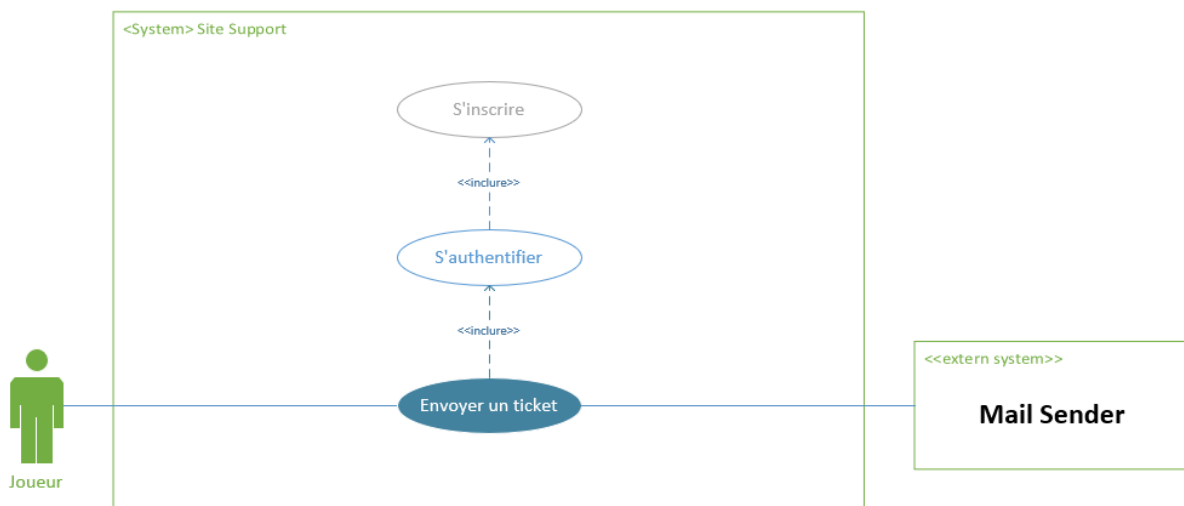 <System> Site Support
S'inscrire
<<inclure>>
S'authentifier
<<inclure>>
<<extern system>>
Envoyer un ticket
Mail Sender
Joueur